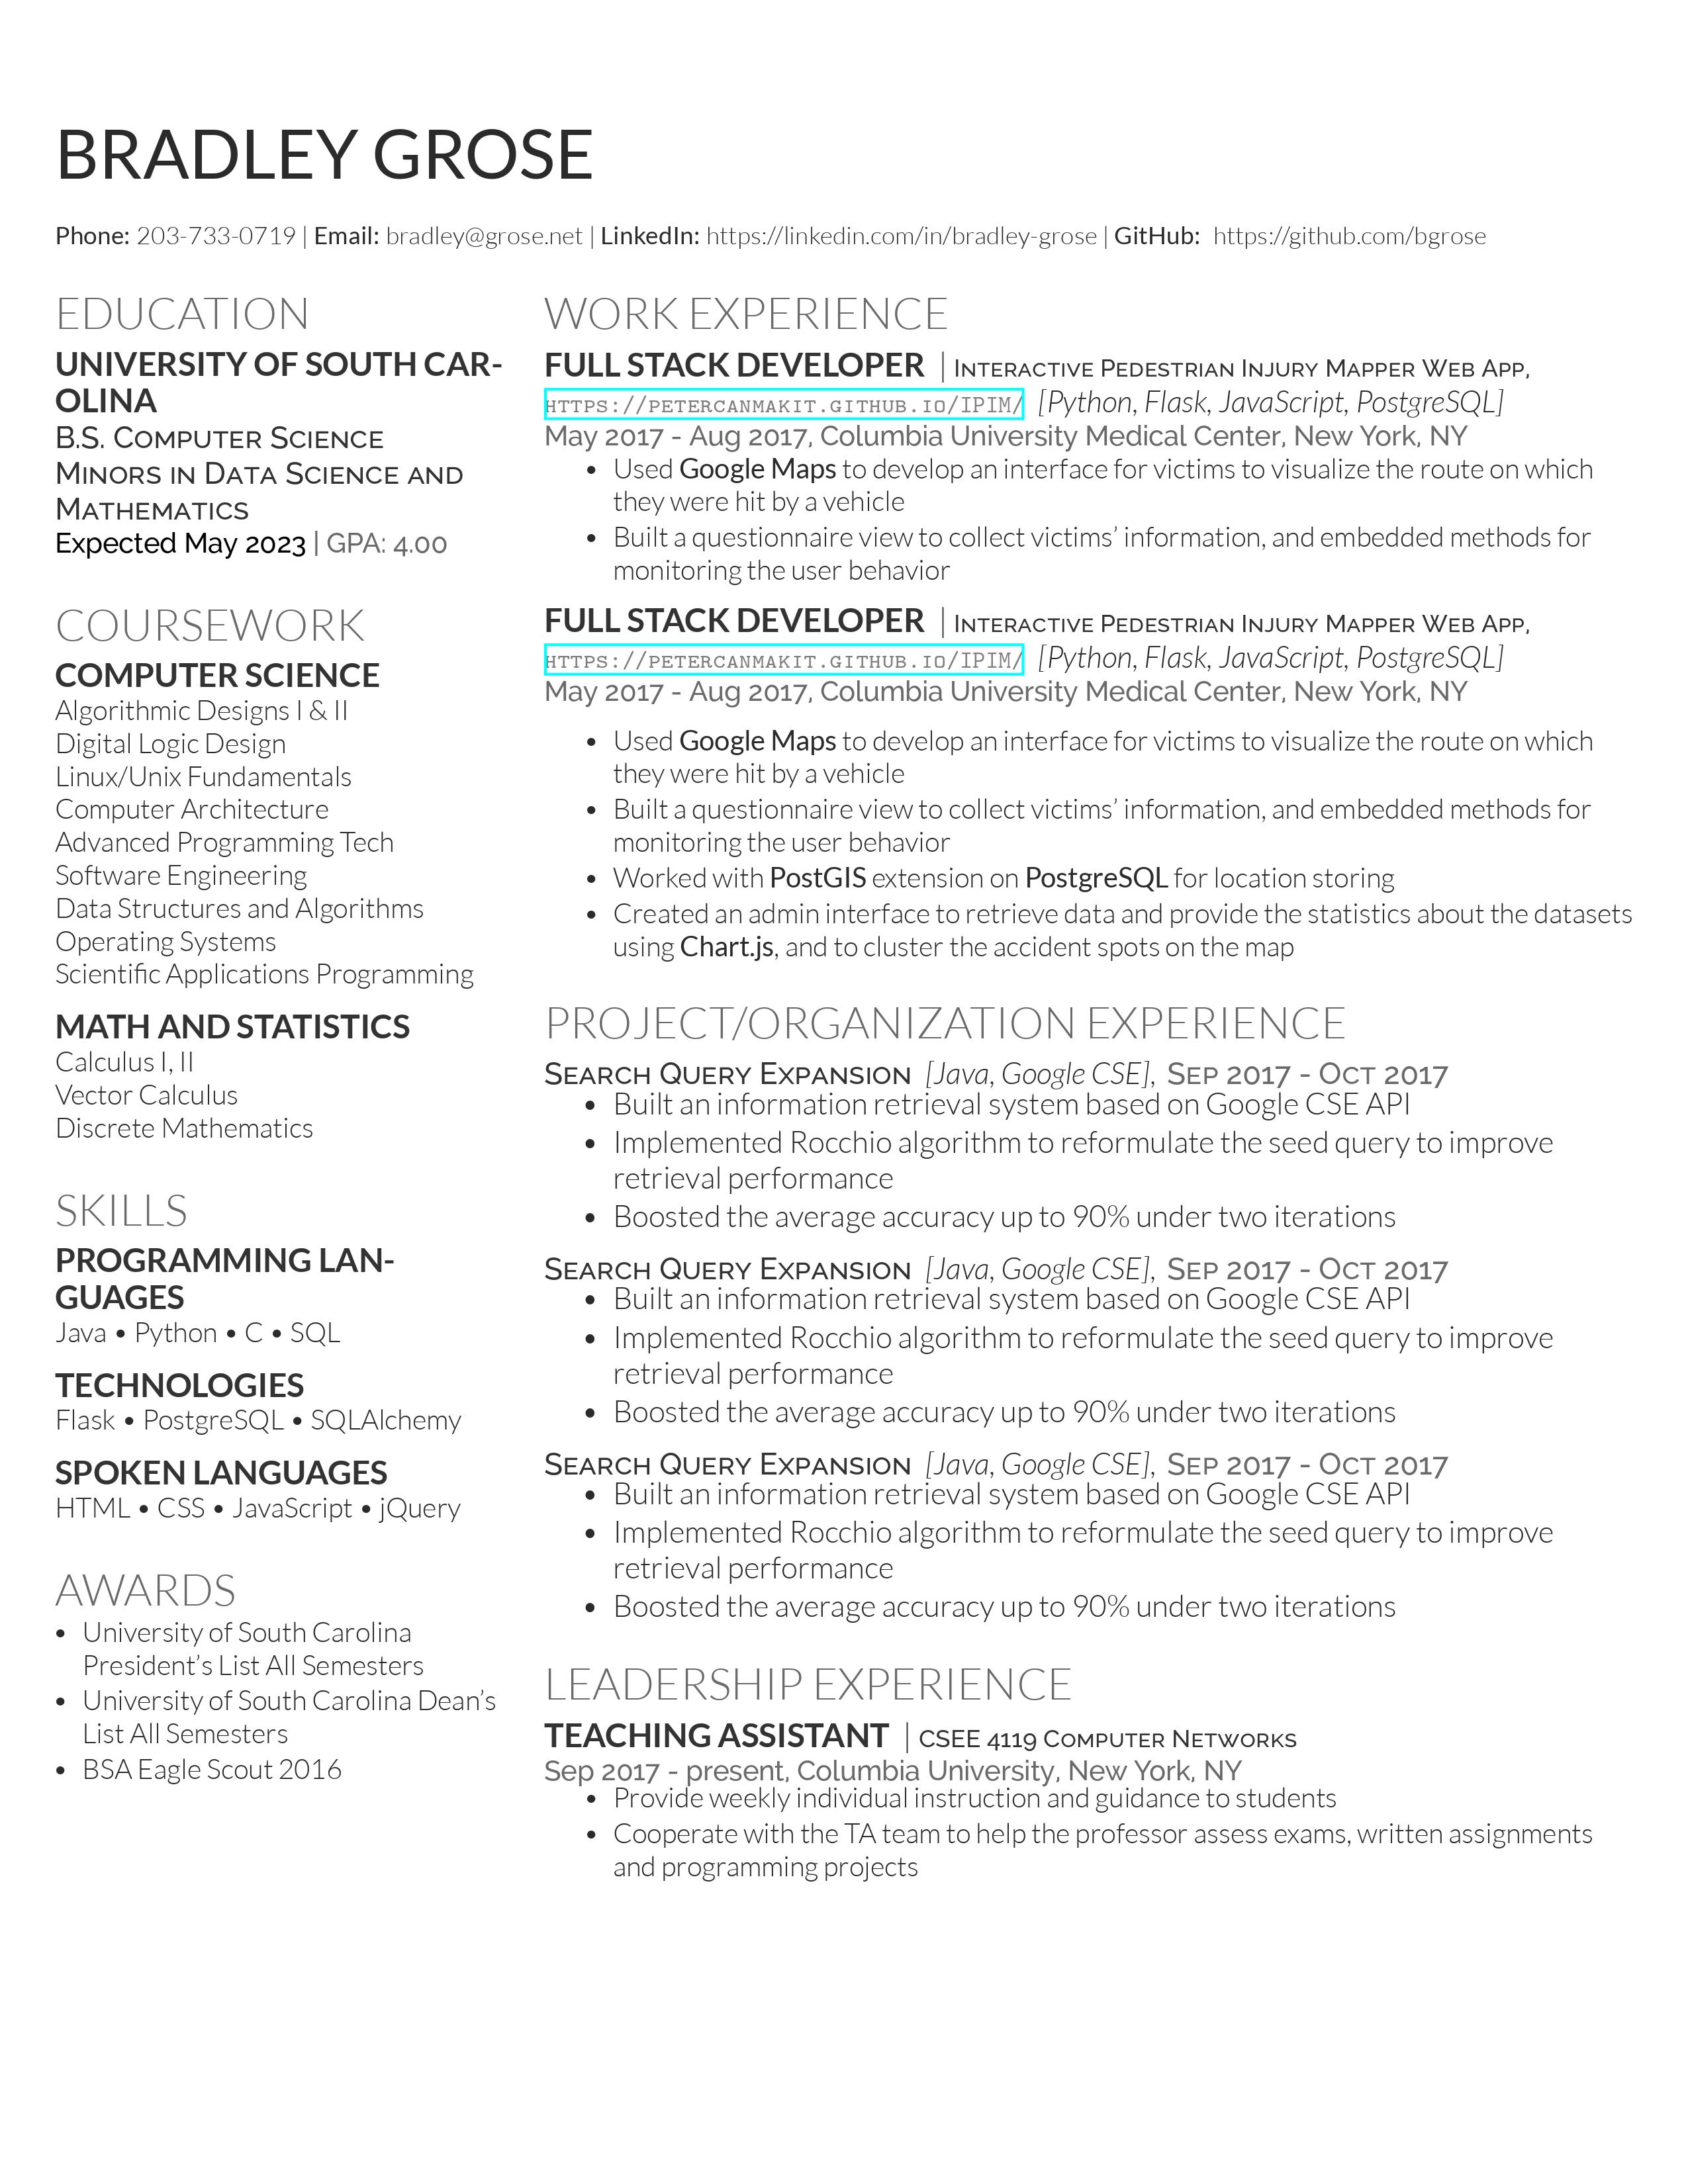 BRADLEY GROSE
Phone: 203-733-0719 | Email: bradley@grose.net | LinkedIn: https://linkedin.com/in/bradley-grose | GitHub: https://github.com/bgrose
EDUCATION
UNIVERSITY OF SOUTH CAR-
OLINA
B.S. Computer Science
Minors in Data Science and
Mathematics
Expected May 2023 | GPA: 4.00
COURSEWORK
COMPUTER SCIENCE
Algorithmic Designs I & II
Digital Logic Design
Linux/Unix Fundamentals
Computer Architecture
Advanced Programming Tech
Software Engineering
Data Structures and Algorithms
Operating Systems
Scientific Applications Programming
MATH AND STATISTICS
Calculus I, II
Vector Calculus
Discrete Mathematics
SKILLS
PROGRAMMING LAN-
GUAGES
Java • Python • C • SQL
TECHNOLOGIES
Flask • PostgreSQL • SQLAlchemy
SPOKEN LANGUAGES
HTML • CSS • JavaScript • jQuery
AWARDS
• University of South Carolina
President's List All Semesters
• University of South Carolina Dean's
List All Semesters
• BSA Eagle Scout 2016
WORK EXPERIENCE
FULL STACK DEVELOPER | Interactive Pedestrian Injury Mapper Web App,
https://petercanmakit.github.io/IPIM/ [Python, Flask, JavaScript, PostgreSQL]
May 2017 - Aug 2017, Columbia University Medical Center, New York, NY
• Used Google Maps to develop an interface for victims to visualize the route on which
they were hit by a vehicle
• Built a questionnaire view to collect victims' information, and embedded methods for
monitoring the user behavior
FULL STACK DEVELOPER | Interactive Pedestrian Injury Mapper Web App,
https://petercanmakit.github.io/IPIM/ [Python, Flask, JavaScript, PostgreSQL]
May 2017 - Aug 2017, Columbia University Medical Center, New York, NY
• Used Google Maps to develop an interface for victims to visualize the route on which
they were hit by a vehicle
• Built a questionnaire view to collect victims' information, and embedded methods for
monitoring the user behavior
• Worked with PostGIS extension on PostgreSQL for location storing
• Created an admin interface to retrieve data and provide the statistics about the datasets
using Chart.js, and to cluster the accident spots on the map
PROJECT/ORGANIZATION EXPERIENCE
Search Query Expansion [Java, Google CSE], Sep 2017 - Oct 2017
• Built an information retrieval system based on Google CSE API
• Implemented Rocchio algorithm to reformulate the seed query to improve
retrieval performance
• Boosted the average accuracy up to 90% under two iterations
Search Query Expansion [Java, Google CSE], Sep 2017 - Oct 2017
• Built an information retrieval system based on Google CSE API
• Implemented Rocchio algorithm to reformulate the seed query to improve
retrieval performance
• Boosted the average accuracy up to 90% under two iterations
Search Query Expansion [Java, Google CSE], Sep 2017 - Oct 2017
• Built an information retrieval system based on Google CSE API
• Implemented Rocchio algorithm to reformulate the seed query to improve
retrieval performance
• Boosted the average accuracy up to 90% under two iterations
LEADERSHIP EXPERIENCE
TEACHING ASSISTANT | CSEE 4119 Computer Networks
Sep 2017 - present, Columbia University, New York, NY
• Provide weekly individual instruction and guidance to students
• Cooperate with the TA team to help the professor assess exams, written assignments
and programming projects